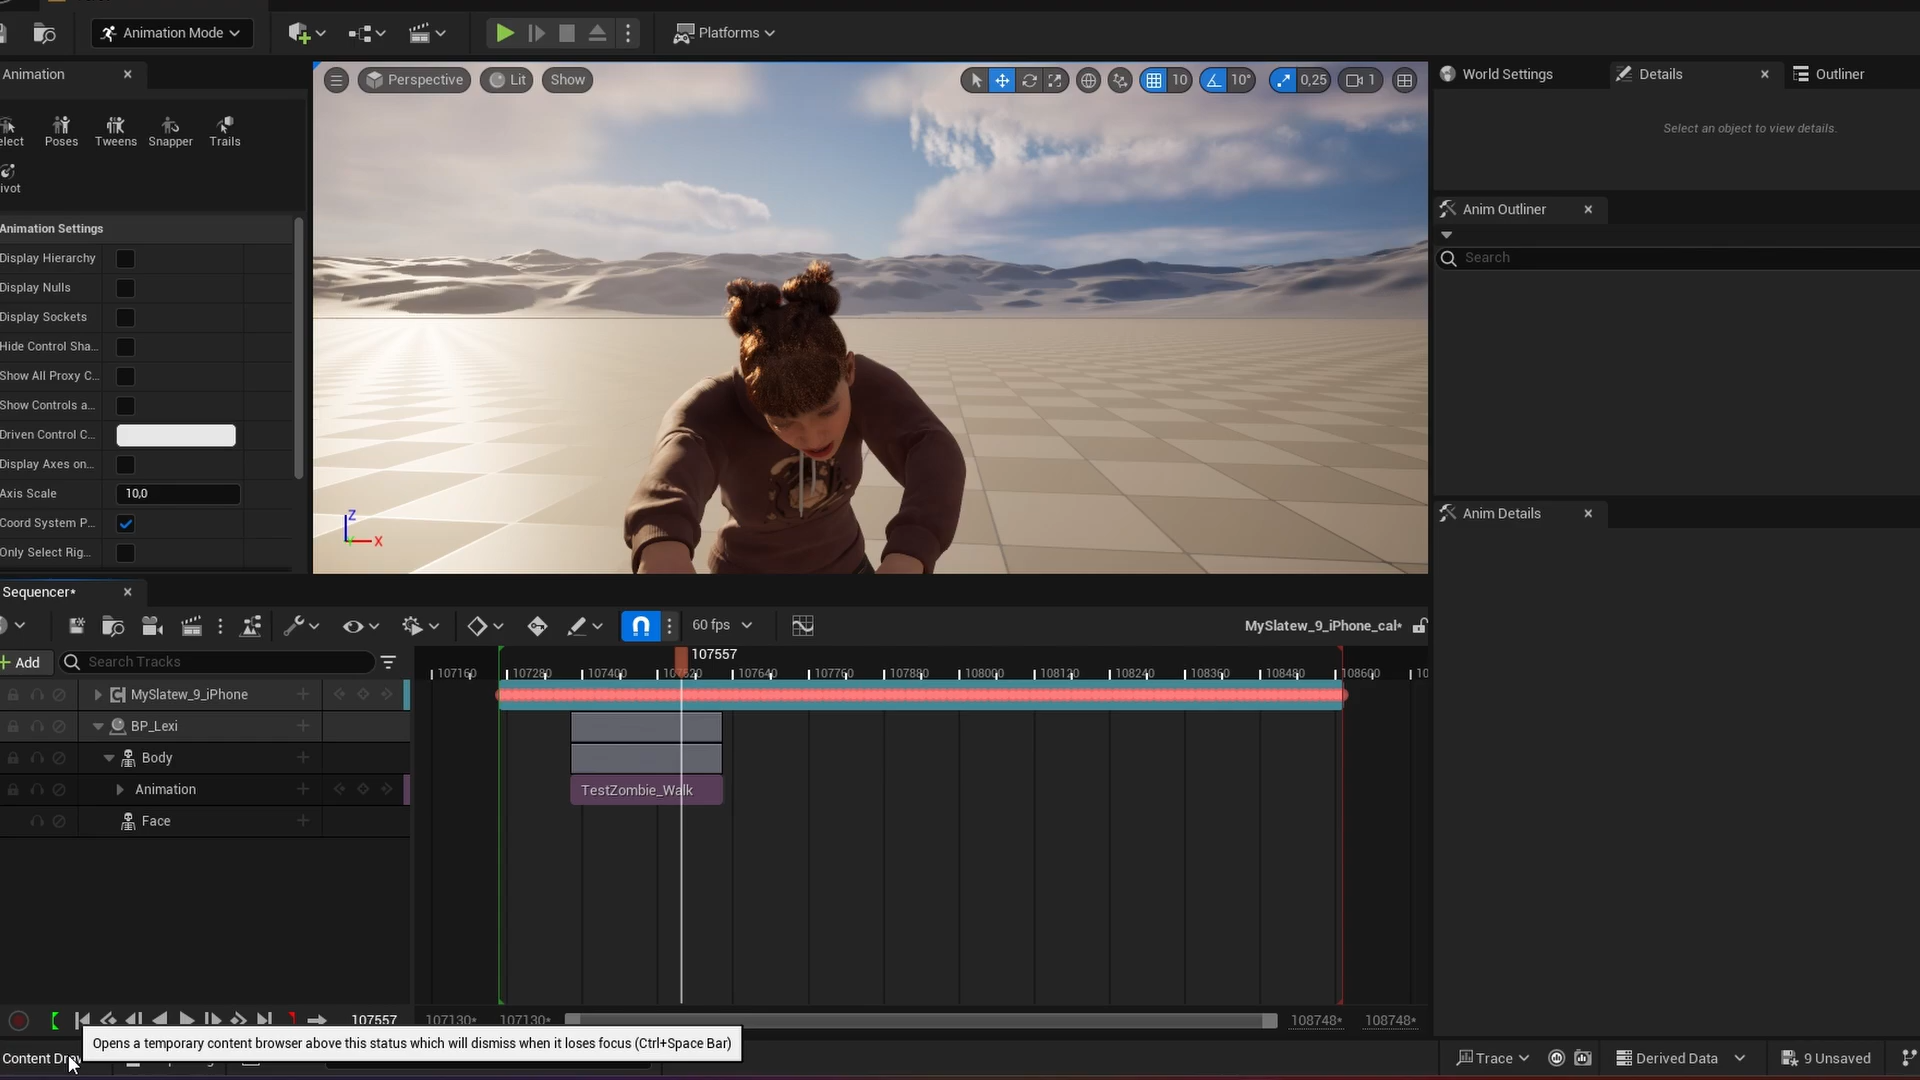 Animation Mode
Platforms
Animation
Perspective
Lit
Show
10
10°
0,25
1
World Settings
Details
Outliner
Select an object to view details.
elect
Poses
Tweens
Snapper
Trails
ivot
Anim Outliner
Search
Animation Settings
Display Hierarchy
Display Nulls
Display Sockets
Hide Control Sha...
Show All Proxy C...
Show Controls a...
Driven Control C...
Display Axes on...
Axis Scale
10,0
Coord System P...
Only Select Rig...
Z
X
Anim Details
Sequencer*
60 fps
MySlatew_9_iPhone_cal*
Add
Search Tracks
107557
107160
107280
107400
107640
107760
107880
108000
108120
108240
108360
108480
108600
10
MySlatew_9_iPhone
BP_Lexi
Body
Animation
TestZombie_Walk
Face
107557
107130*
107130*
108748*
108748*
Opens a temporary content browser above this status which will dismiss when it loses focus (Ctrl+Space Bar)
Content Dra
Trace
Derived Data
9 Unsaved